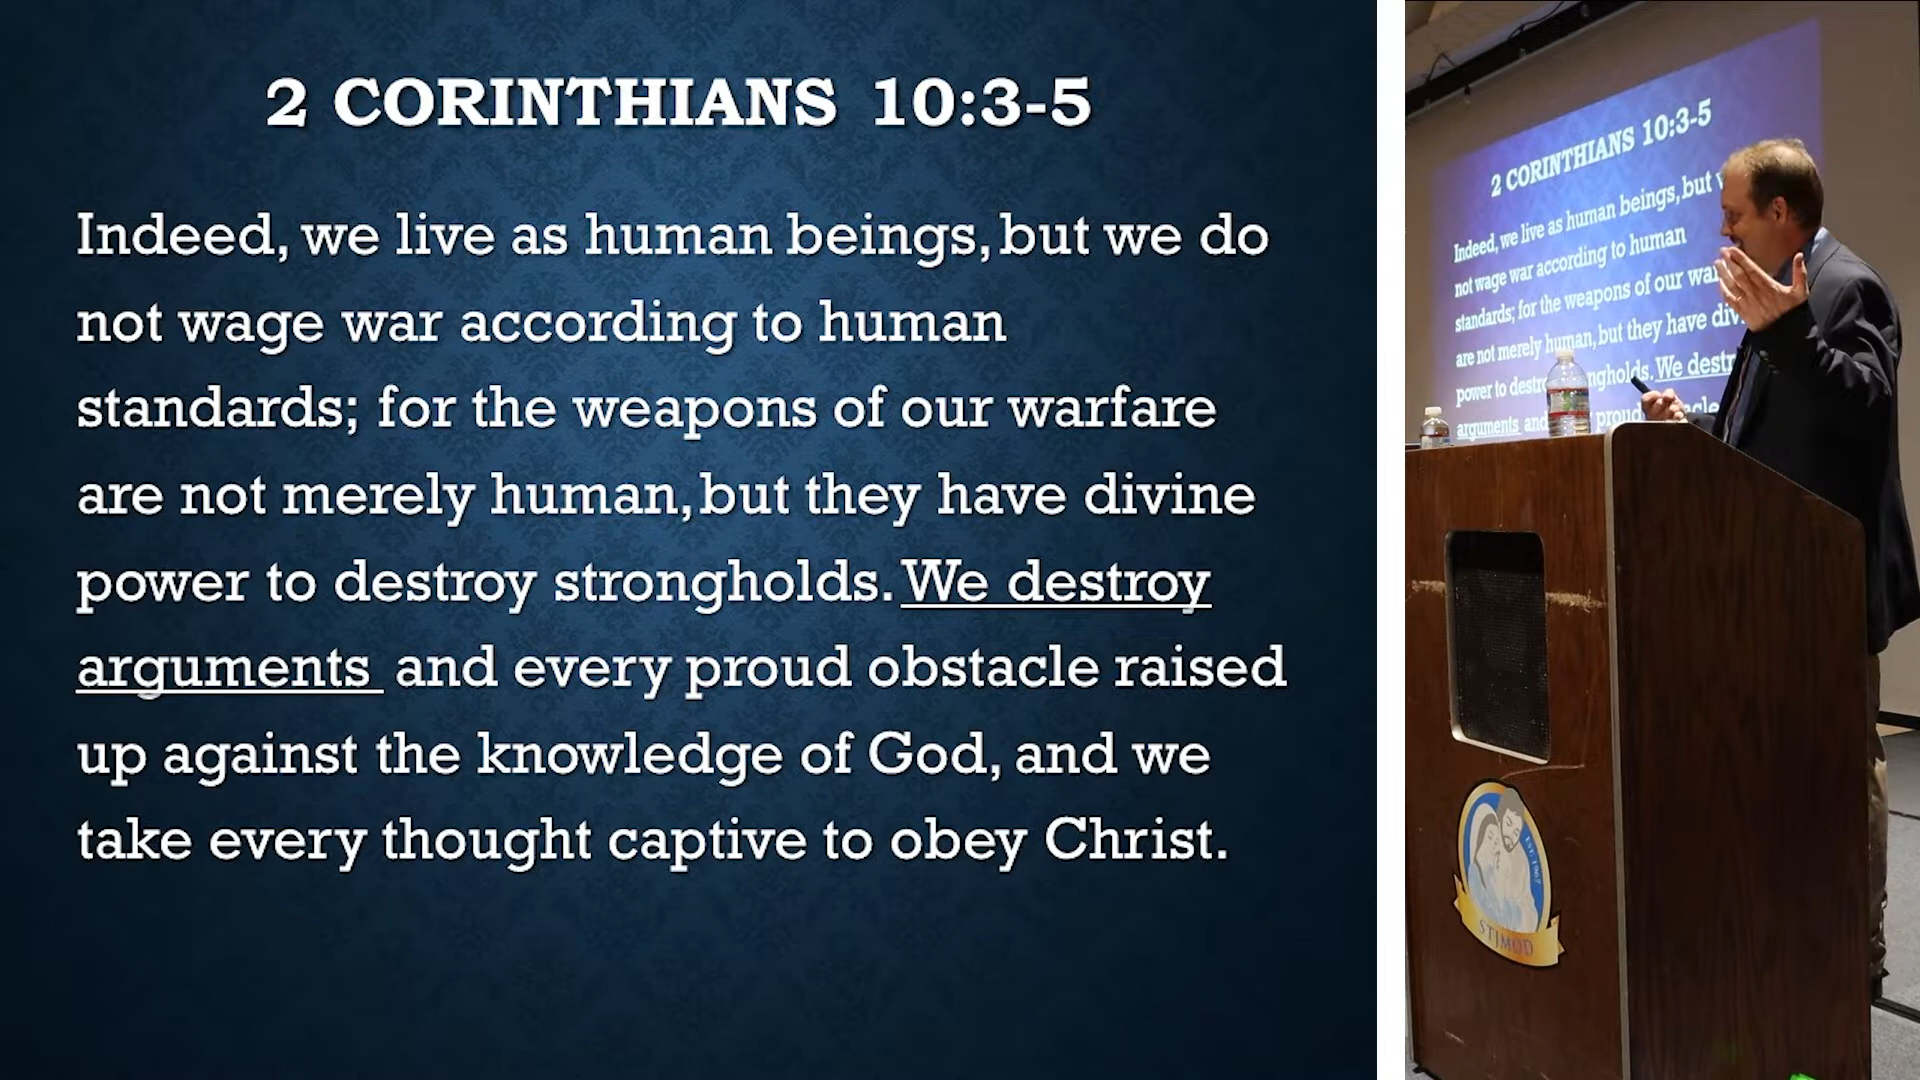 2 CORINTHIANS 10:3-5
Indeed, we live as human beings, but we do
not wage war according to human
standards; for the weapons of our warfare
are not merely human, but they have divine
power to destroy strongholds. We destroy
arguments and every proud obstacle raised
up against the knowledge of God, and we
take every thought captive to obey Christ.
2 CORINTHIANS 10:3-5
Indeed, we live as human beings, but
not wage war according to human
standards; for the weapons of our
are not merely human, but they have
power to ngholds. We
arguments and proud
EST. 1967
STJMOD